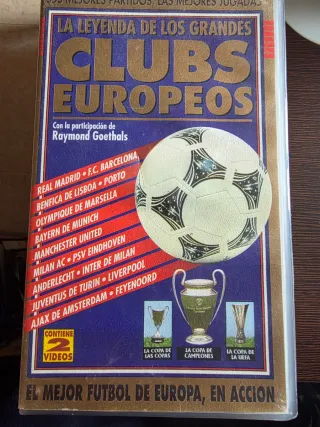 MEJORES PARTIDOS, LAS MEJORES JUGADAS
LA LEYENDA DE LOS GRANDES
CLUBS
EUROPEOS
Con la participación de
Raymond Goethals
REAL MADRID • F.C. BARCELONA
BENFICA DE LISBOA • PORTO
OLYMPIQUE DE MARSELLA
BAYERN DE MUNICH
MANCHESTER UNITED
MILAN AC • PSV EINDHOVEN
ANDERLECHT • INTER DE MILAN
JUVENTUS DE TURIN • LIVERPOOL
AJAX DE AMSTERDAM • FEYENOORD
CONTIENE
2
VIDEOS
LA COPA DE
LAS COPAS
LA COPA DE
CAMPEONES
LA COPA DE
LA UEFA
EL MEJOR FUTBOL DE EUROPA, EN ACCION